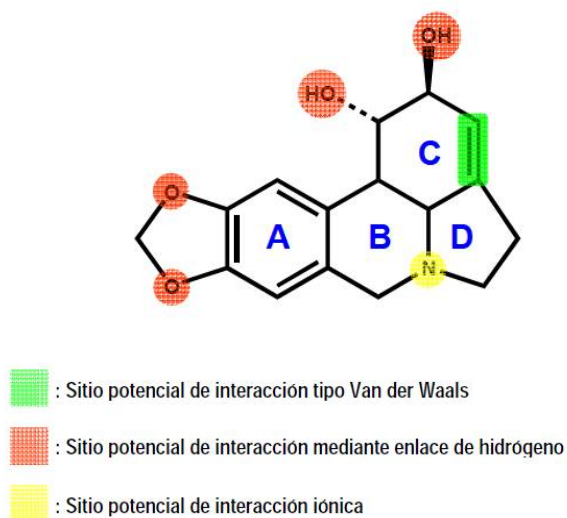 OH
HO
C
O
A
B
D
N
O
: Sitio potencial de interacción tipo Van der Waals
: Sitio potencial de interacción mediante enlace de hidrógeno
: Sitio potencial de interacción iónica